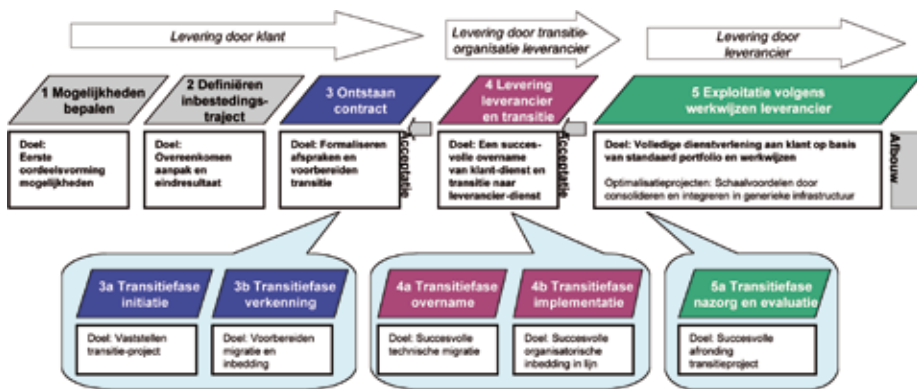 Levering door klant
Levering door transitie-
organisatie leverancier
Levering door
leverancier
1 Mogelijkheden
bepalen
2 Definiëren
inbestedings-
traject
3 Ontstaan
contract
4 Levering
leverancier
en transitie
5 Exploitatie volgens
werkwijzen leverancier
Doel:
Eerste
oordeelsvorming
mogelijkheden
Doel:
Overeenkomen
aanpak en
eindresultaat
Doel: Formaliseren
afspraken en
voorbereiden
transitie
Acceptatie
Doel: Een succes-
volle overname
van klant-dienst en
transitie naar
leverancier-dienst
Acceptatie
Doel: Volledige dienstverlening aan klant op basis
van standaard portfolio en werkwijzen
Optimalisatieprojecten: Schaalvoordelen door
consolideren en integreren in generieke infrastructuur
Afbouw
3a Transitiefase
initiatie
3b Transitiefase
verkenning
4a Transitiefase
overname
4b Transitiefase
implementatie
5a Transitiefase
nazorg en evaluatie
Doel: Vaststellen
transitie-project
Doel: Voorbereiden
migratie en
inbedding
Doel: Succesvolle
technische migratie
Doel: Succesvolle
organisatorische
inbedding in lijn
Doel: Succesvolle
afronding
transitieproject